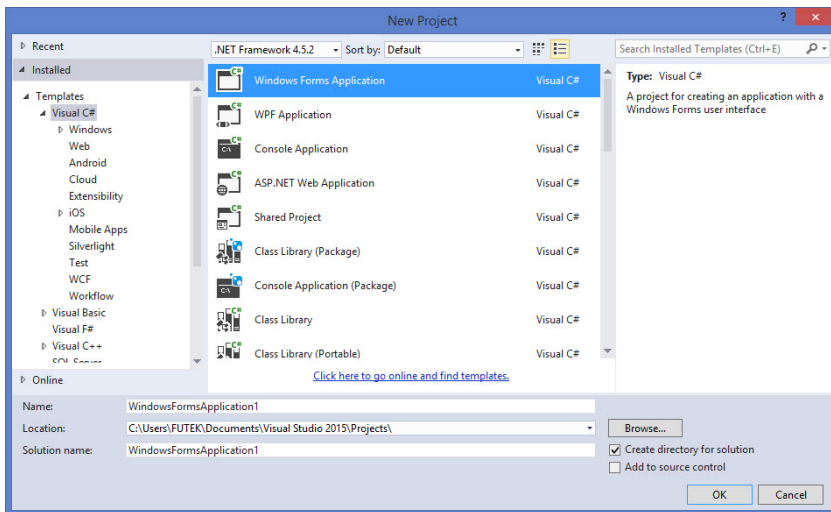 New Project
? ×
Recent
.NET Framework 4.5.2 Sort by: Default
Search Installed Templates (Ctrl+E)
Installed
Templates
Visual C#
Windows
Web
Android
Cloud
Extensibility
iOS
Mobile Apps
Silverlight
Test
WCF
Workflow
Visual Basic
Visual F#
Visual C++
SQL Server
Online
Windows Forms Application Visual C#
WPF Application Visual C#
Console Application Visual C#
ASP.NET Web Application Visual C#
Shared Project Visual C#
Class Library (Package) Visual C#
Console Application (Package) Visual C#
Class Library Visual C#
Class Library (Portable) Visual C#
Click here to go online and find templates.
Type: Visual C#
A project for creating an application with a
Windows Forms user interface
Name: WindowsFormsApplication1
Location: C:\Users\FUTEK\Documents\Visual Studio 2015\Projects\
Browse...
Solution name: WindowsFormsApplication1
Create directory for solution
Add to source control
OK Cancel